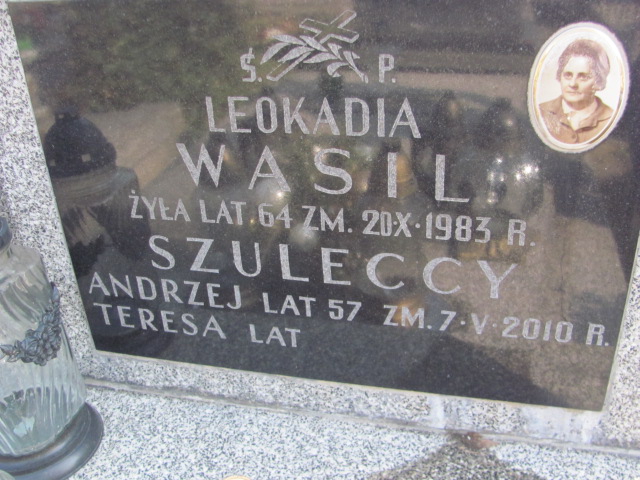 Ś. P.
LEOKADIA
WASIL
ŻYŁA LAT. 64 ZM. 20·X·1983 R.
SZULECCY
ANDRZEJ LAT 57 ZM. 7·V·2010 R.
TERESA LAT